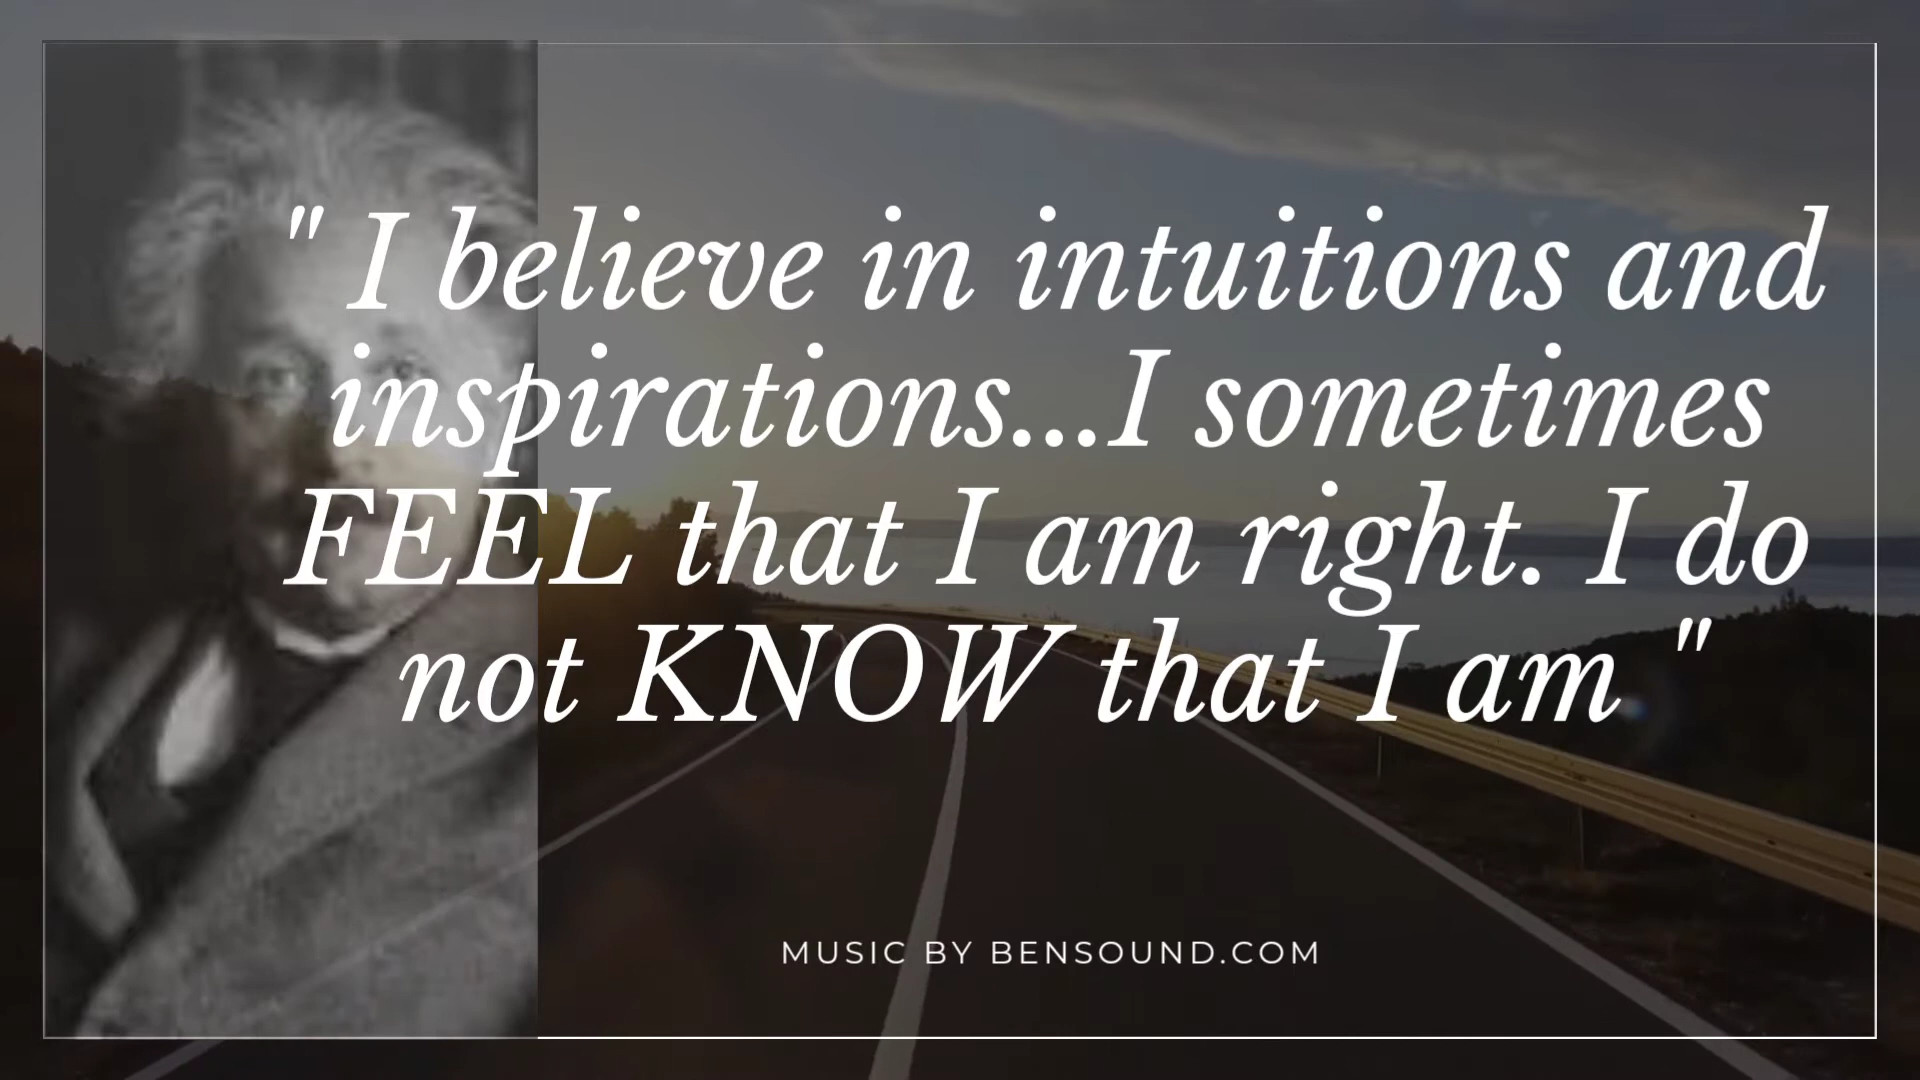 " I believe in intuitions and
inspirations...I sometimes
FEEL that I am right. I do
not KNOW that I am "
MUSIC BY BENSOUND.COM